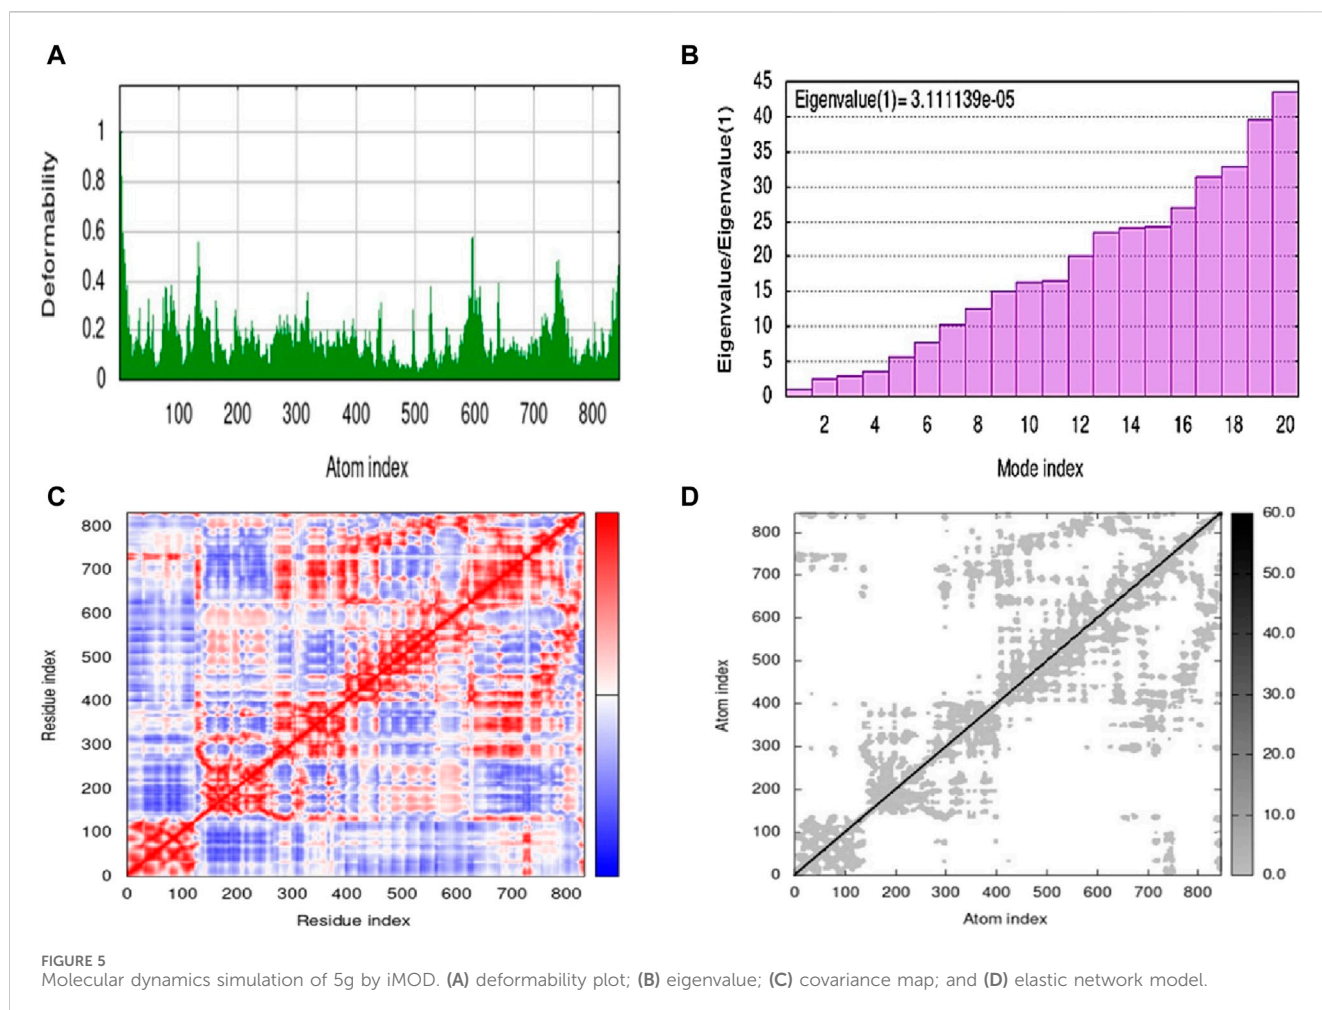 A
Deformability
1
0.8
0.6
0.4
0.2
0
100 200 300 400 500 600 700 800
Atom index
B
Eigenvalue/Eigenvalue(1)
45
40
35
30
25
20
15
10
5
0
Eigenvalue(1)= 3.111139e-05
2 4 6 8 10 12 14 16 18 20
Mode index
C
Residue index
800
700
600
500
400
300
200
100
0
0 100 200 300 400 500 600 700 800
Residue index
D
Atom index
800
700
600
500
400
300
200
100
0
0 100 200 300 400 500 600 700 800
Atom index
60.0
50.0
40.0
30.0
20.0
10.0
0.0
FIGURE 5
Molecular dynamics simulation of 5g by iMOD. (A) deformability plot; (B) eigenvalue; (C) covariance map; and (D) elastic network model.